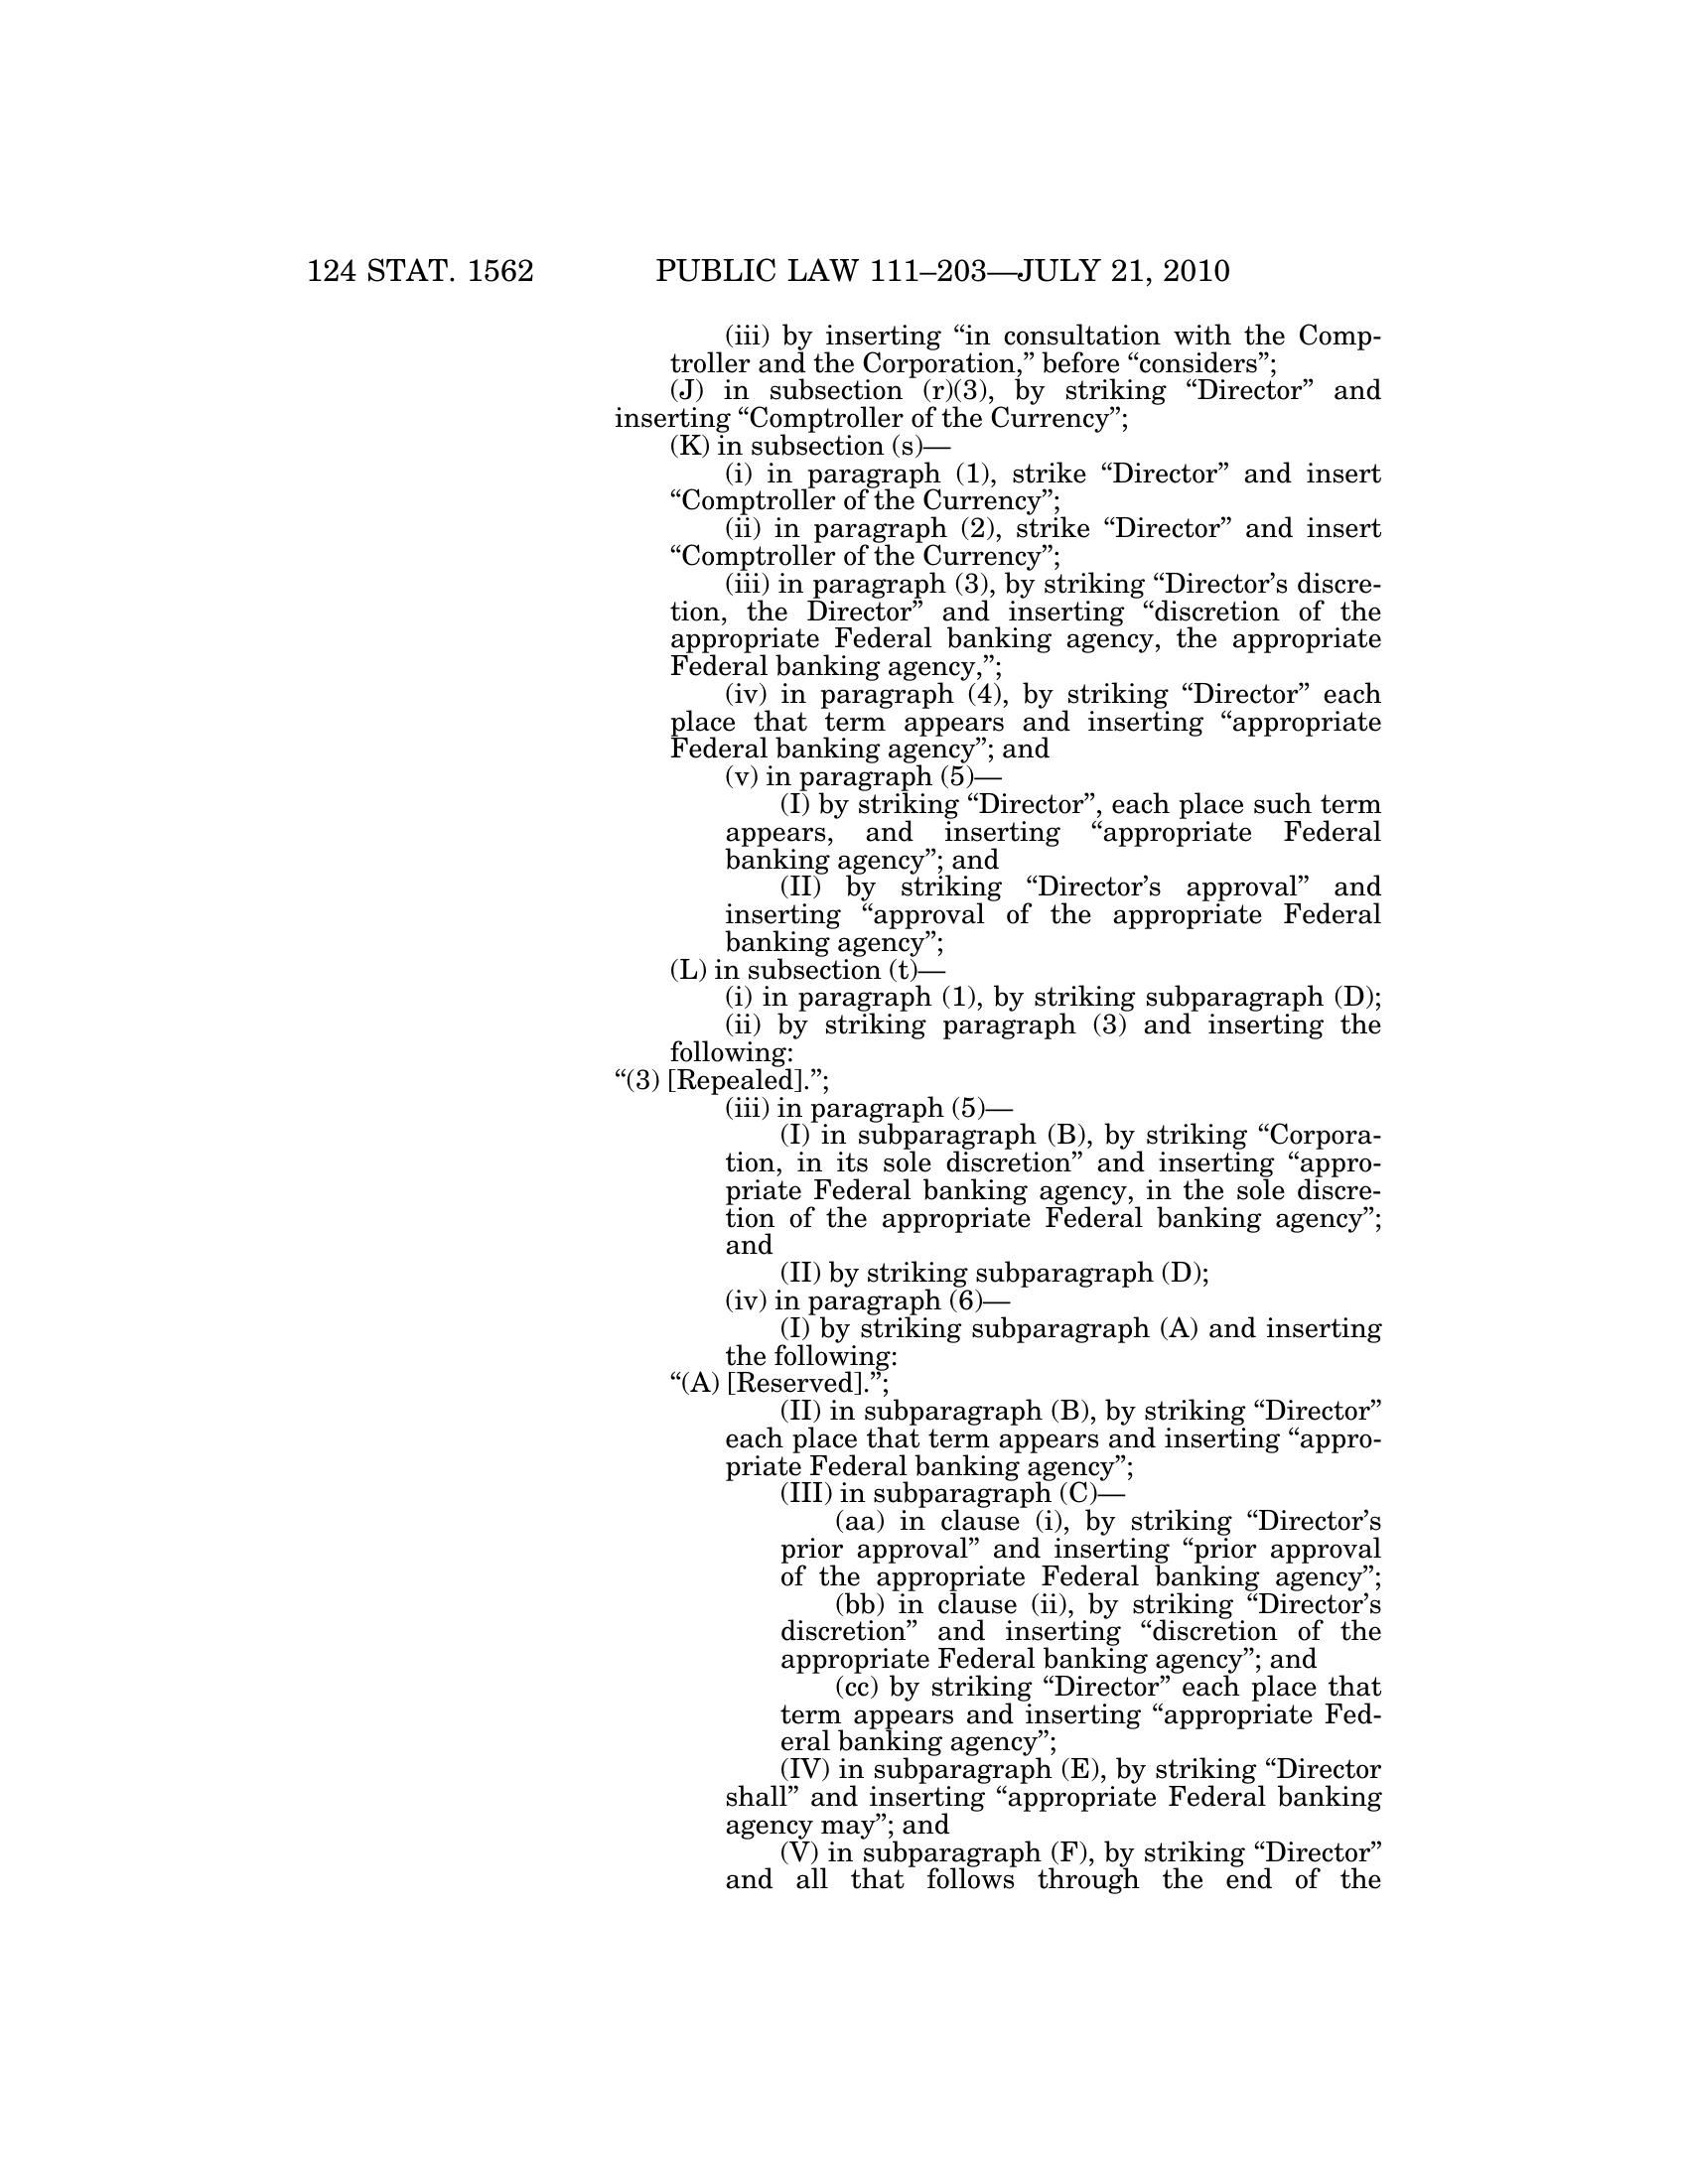 124 STAT. 1562 PUBLIC LAW 111–203—JULY 21, 2010
(iii) by inserting “in consultation with the Comp-
troller and the Corporation,” before “considers”;
(J) in subsection (r)(3), by striking “Director” and
inserting “Comptroller of the Currency”;
(K) in subsection (s)—
(i) in paragraph (1), strike “Director” and insert
“Comptroller of the Currency”;
(ii) in paragraph (2), strike “Director” and insert
“Comptroller of the Currency”;
(iii) in paragraph (3), by striking “Director’s discre-
tion, the Director” and inserting “discretion of the
appropriate Federal banking agency, the appropriate
Federal banking agency,”;
(iv) in paragraph (4), by striking “Director” each
place that term appears and inserting “appropriate
Federal banking agency”; and
(v) in paragraph (5)—
(I) by striking “Director”, each place such term
appears, and inserting “appropriate Federal
banking agency”; and
(II) by striking “Director’s approval” and
inserting “approval of the appropriate Federal
banking agency”;
(L) in subsection (t)—
(i) in paragraph (1), by striking subparagraph (D);
(ii) by striking paragraph (3) and inserting the
following:
“(3) [Repealed].”;
(iii) in paragraph (5)—
(I) in subparagraph (B), by striking “Corpora-
tion, in its sole discretion” and inserting “appro-
priate Federal banking agency, in the sole discre-
tion of the appropriate Federal banking agency”;
and
(II) by striking subparagraph (D);
(iv) in paragraph (6)—
(I) by striking subparagraph (A) and inserting
the following:
“(A) [Reserved].”;
(II) in subparagraph (B), by striking “Director”
each place that term appears and inserting “appro-
priate Federal banking agency”;
(III) in subparagraph (C)—
(aa) in clause (i), by striking “Director’s
prior approval” and inserting “prior approval
of the appropriate Federal banking agency”;
(bb) in clause (ii), by striking “Director’s
discretion” and inserting “discretion of the
appropriate Federal banking agency”; and
(cc) by striking “Director” each place that
term appears and inserting “appropriate Fed-
eral banking agency”;
(IV) in subparagraph (E), by striking “Director
shall” and inserting “appropriate Federal banking
agency may”; and
(V) in subparagraph (F), by striking “Director”
and all that follows through the end of the